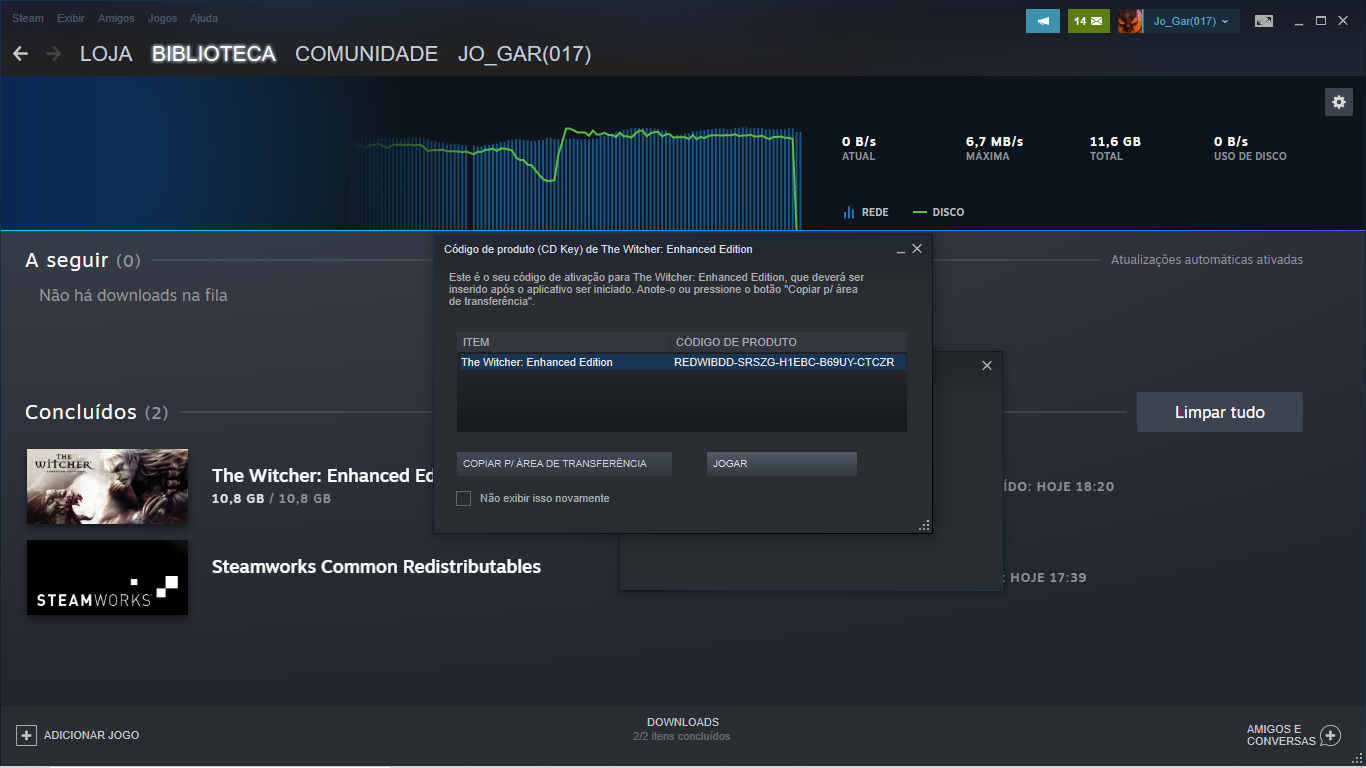 Steam Exibir Amigos Jogos Ajuda
14
Jo_Gar(017)
LOJA BIBLIOTECA COMUNIDADE JO_GAR(017)
0 B/s 6,7 MB/s 11,6 GB 0 B/s
ATUAL MÁXIMA TOTAL USO DE DISCO
REDE DISCO
A seguir (0)
Atualizações automáticas ativadas
Não há downloads na fila
Código de produto (CD Key) de The Witcher: Enhanced Edition
Este é o seu código de ativação para The Witcher: Enhanced Edition, que deverá ser
inserido após o aplicativo ser iniciado. Anote-o ou pressione o botão "Copiar p/ área
de transferência".
ITEM CÓDIGO DE PRODUTO
The Witcher: Enhanced Edition REDWIBDD-SRSZG-H1EBC-B69UY-CTCZR
COPIAR P/ ÁREA DE TRANSFERÊNCIA JOGAR
Não exibir isso novamente
Concluídos (2)
Limpar tudo
THE
WITCHER
ENHANCED EDITION
The Witcher: Enhanced Ed
10,8 GB / 10,8 GB
ÍDO: HOJE 18:20
STEAMWORKS
Steamworks Common Redistributables
: HOJE 17:39
ADICIONAR JOGO
DOWNLOADS
2/2 itens concluídos
AMIGOS E
CONVERSAS